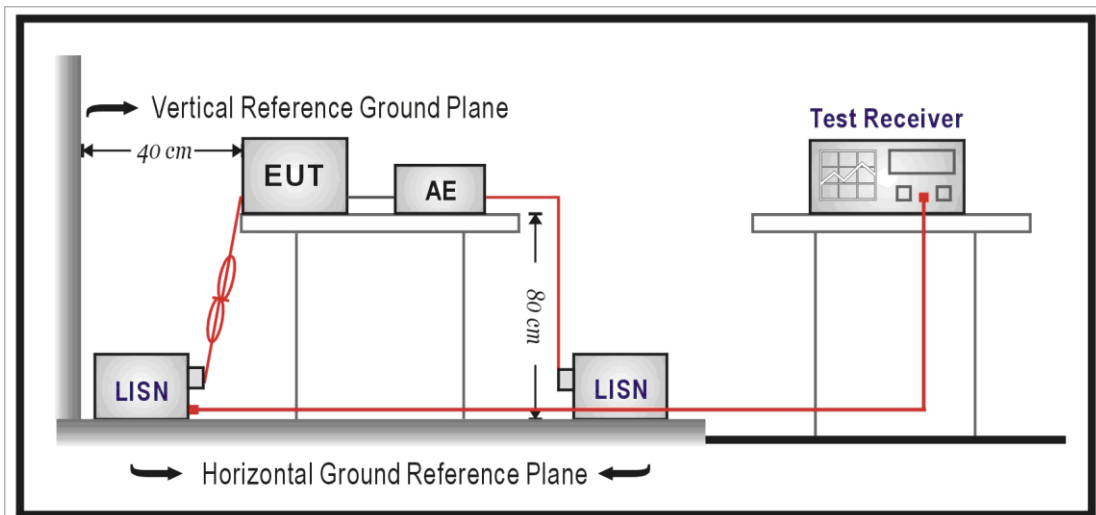 Vertical Reference Ground Plane
40 cm
Test Receiver
EUT
AE
80 cm
LISN
LISN
Horizontal Ground Reference Plane